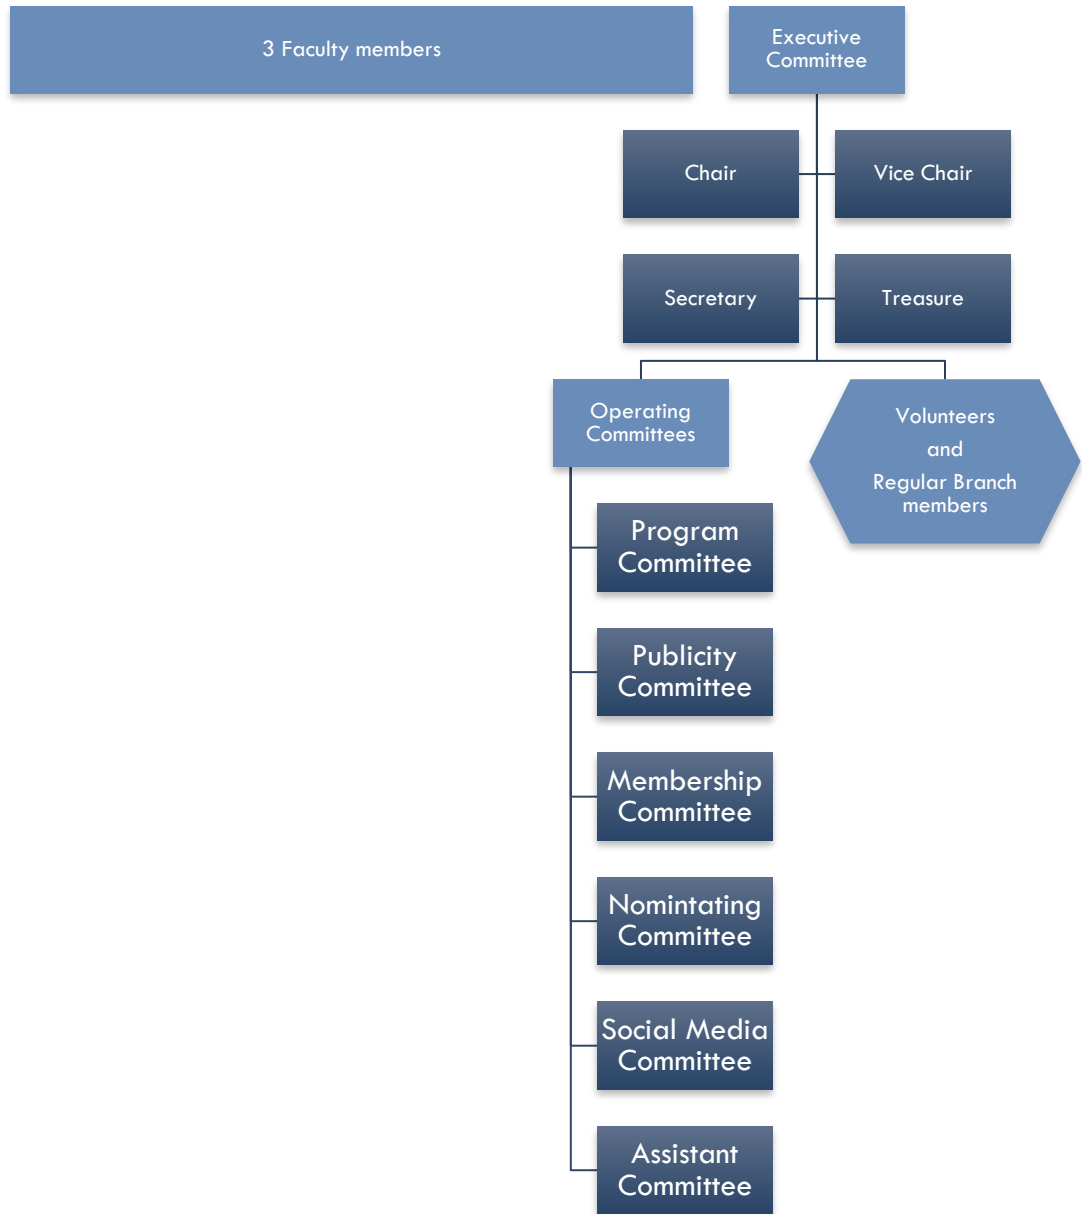 3 Faculty members
Executive
Committee
Chair
Vice Chair
Secretary
Treasure
Operating
Committees
Volunteers
and
Regular Branch
members
Program
Committee
Publicity
Committee
Membership
Committee
Nomintating
Committee
Social Media
Committee
Assistant
Committee